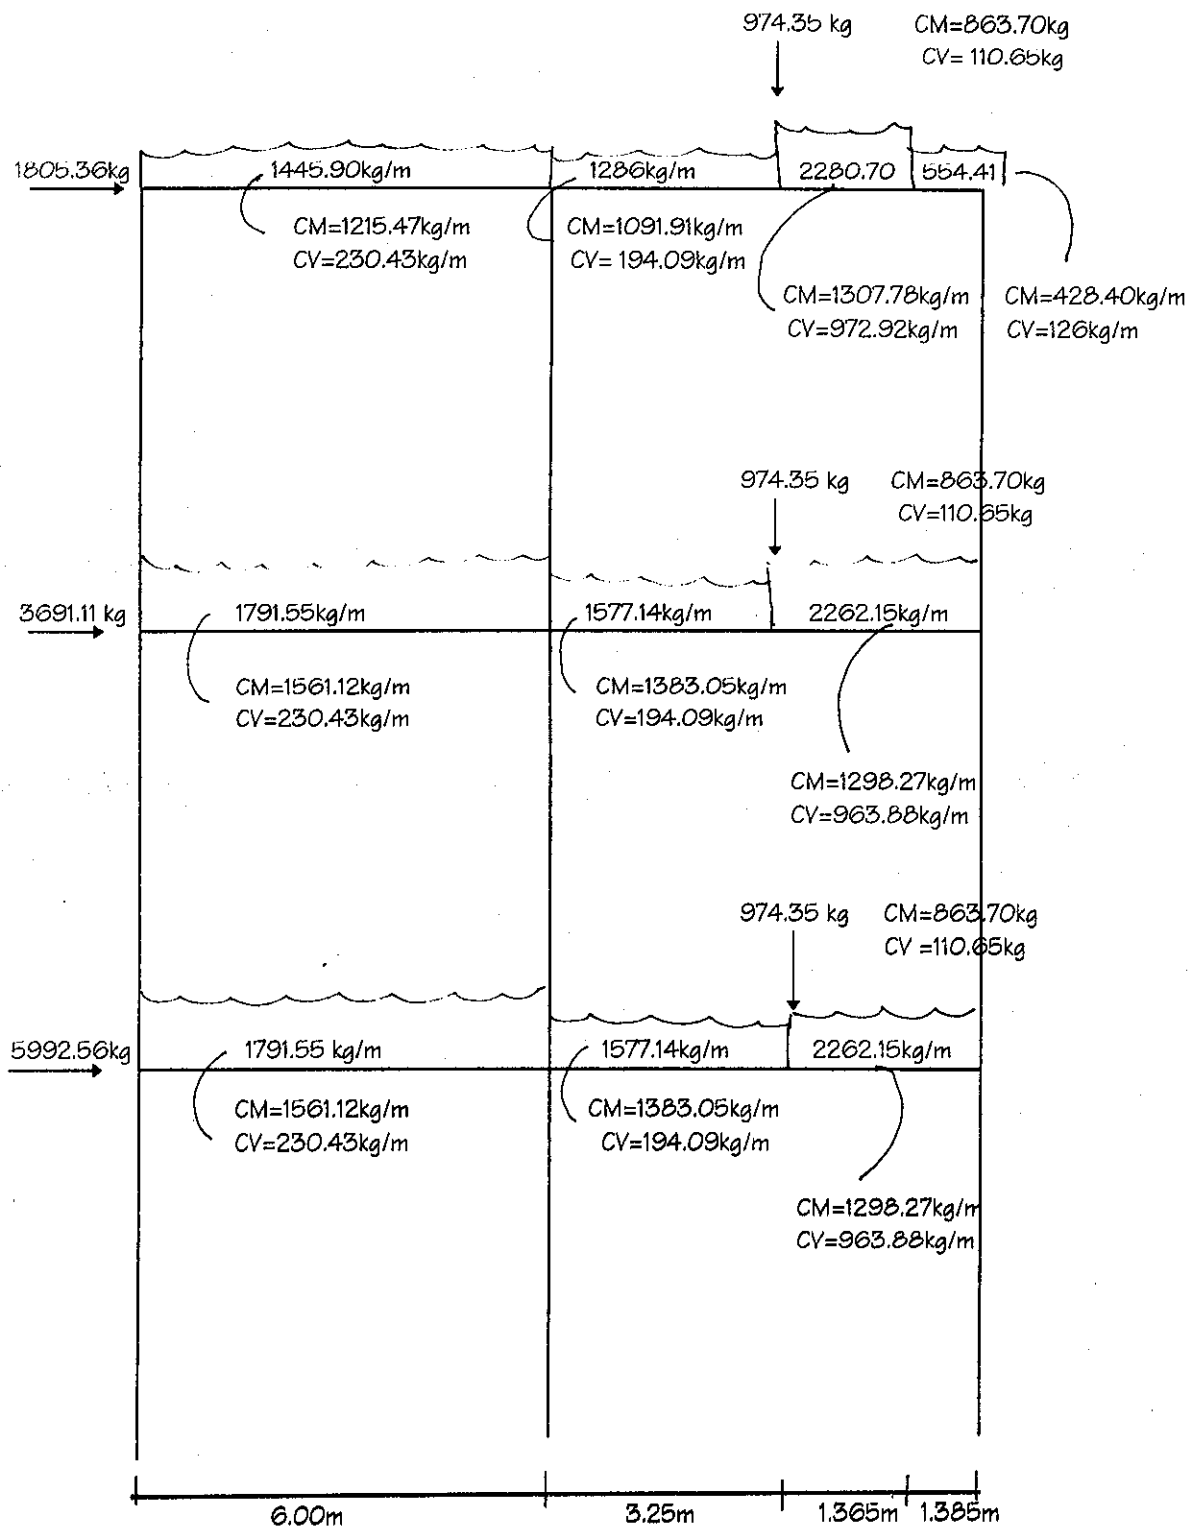 974.35 kg CM=863.70kg
CV= 110.65kg
1805.36kg 1445.90kg/m 1286kg/m 2280.70 554.41
CM=1215.47kg/m CM=1091.91kg/m
CV=230.43kg/m CV= 194.09kg/m
CM=1307.78kg/m CM=428.40kg/m
CV=972.92kg/m CV=126kg/m
974.35 kg CM=863.70kg
CV=110.65kg
3691.11 kg 1791.55kg/m 1577.14kg/m 2262.15kg/m
CM=1561.12kg/m CM=1383.05kg/m
CV=230.43kg/m CV=194.09kg/m
CM=1298.27kg/m
CV=963.88kg/m
974.35 kg CM=863.70kg
CV =110.65kg
5992.56kg 1791.55 kg/m 1577.14kg/m 2262.15kg/m
CM=1561.12kg/m CM=1383.05kg/m
CV=230.43kg/m CV=194.09kg/m
CM=1298.27kg/m
CV=963.88kg/m
6.00m 3.25m 1.365m 1.385m